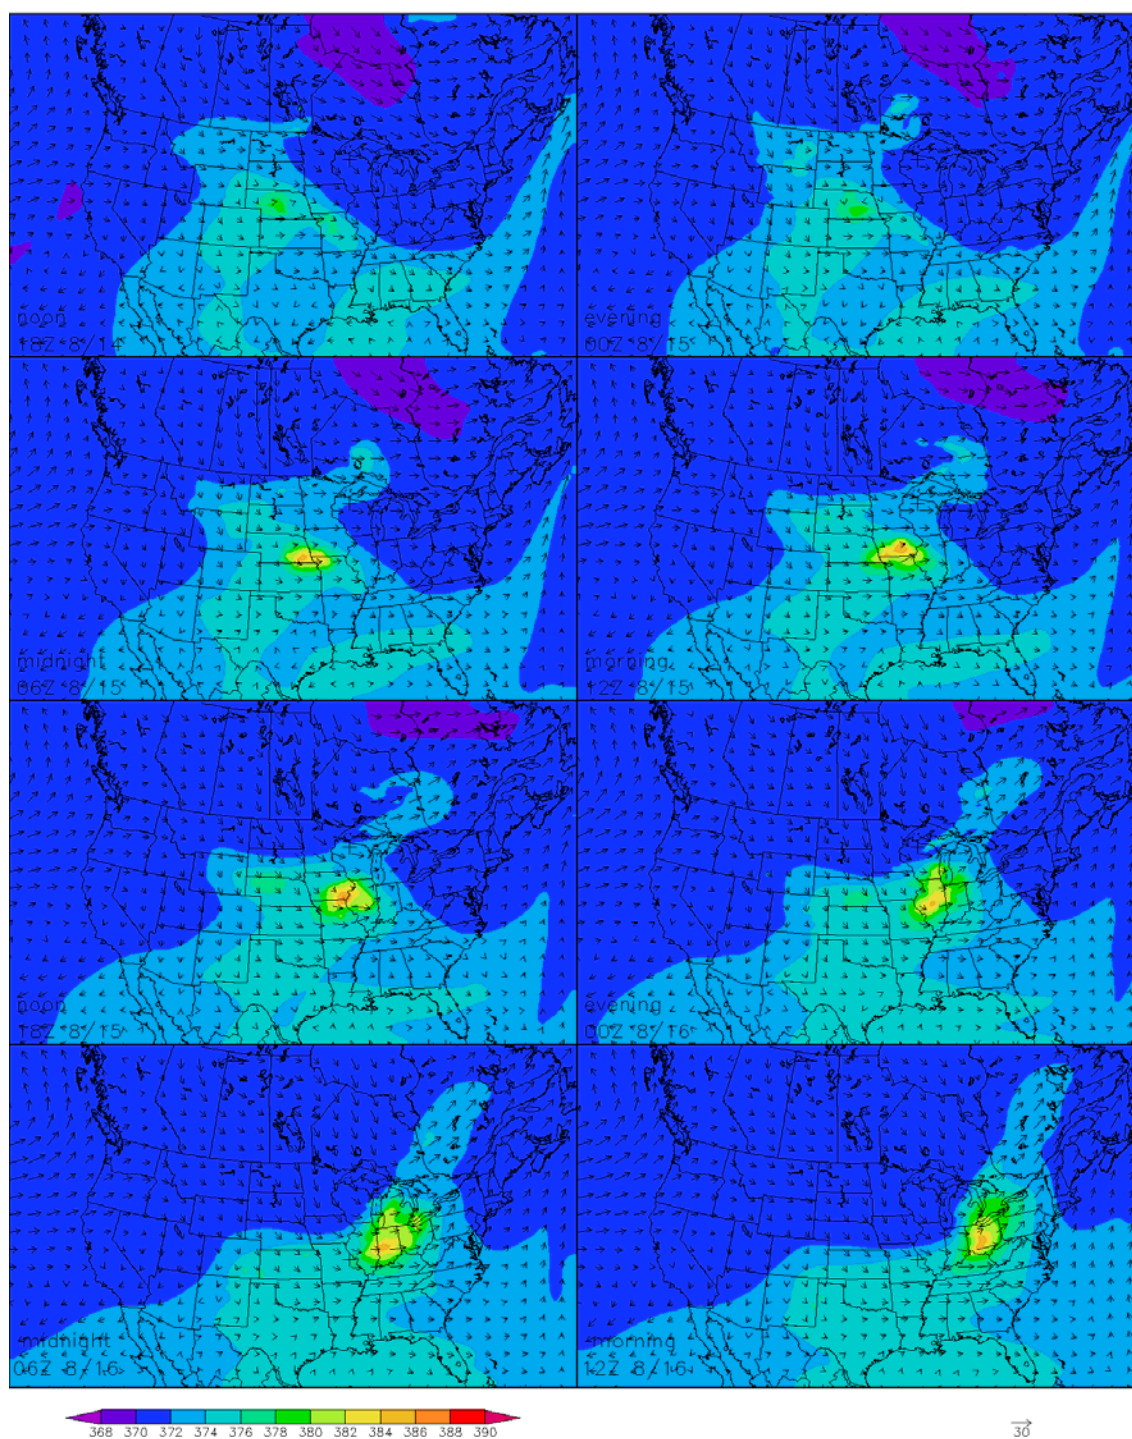 noon
18Z 8/14
evening
00Z 8/15
midnight
06Z 8/15
morning
12Z 8/15
noon
18Z 8/15
evening
00Z 8/16
midnight
06Z 8/16
morning
12Z 8/16
368 370 372 374 376 378 380 382 384 386 388 390
30